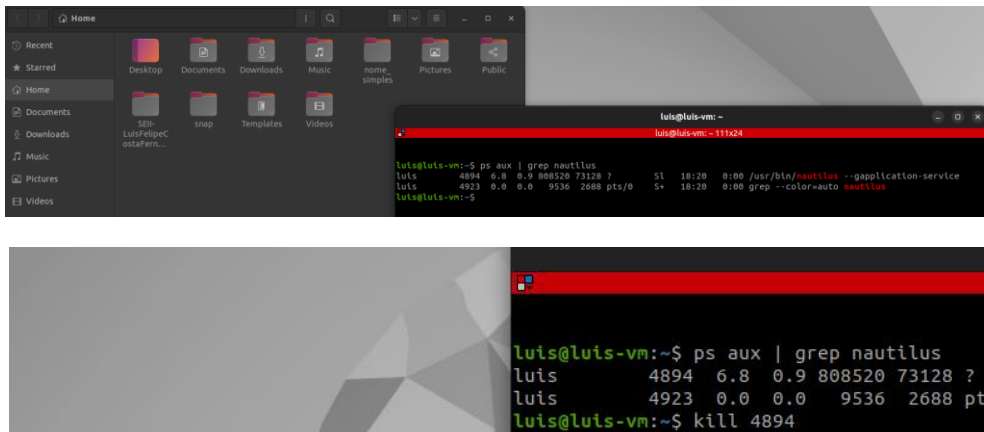 Home
Recent
Starred
Home
Documents
Downloads
Music
Pictures
Videos
Desktop
Documents
Downloads
Music
nome_
simples
Pictures
Public
SEII-
LuisFelipeC
ostaFern...
snap
Templates
Videos
luis@luis-vm: ~
luis@luis-vm: ~ 111x24
luis@luis-vm:~$ ps aux | grep nautilus
luis 4894 6.8 0.9 808520 73128 ? Sl 18:20 0:00 /usr/bin/nautilus --gapplication-service
luis 4923 0.0 0.0 9536 2688 pts/0 S+ 18:20 0:00 grep --color=auto nautilus
luis@luis-vm:~$
luis@luis-vm:~$ ps aux | grep nautilus
luis 4894 6.8 0.9 808520 73128 ?
luis 4923 0.0 0.0 9536 2688 pt
luis@luis-vm:~$ kill 4894